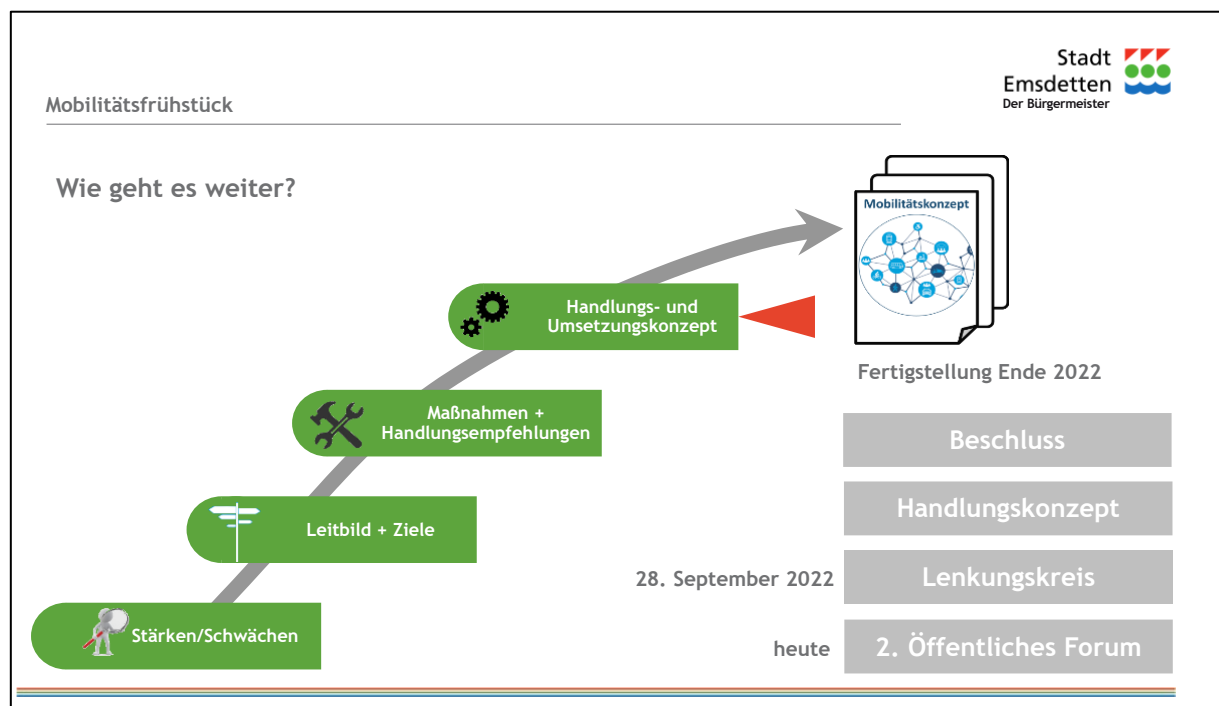 Stadt
Emsdetten
Der Bürgermeister
Mobilitätsfrühstück
Wie geht es weiter?
Mobilitätskonzept
Handlungs- und
Umsetzungskonzept
Fertigstellung Ende 2022
Maßnahmen +
Handlungsempfehlungen
Beschluss
Handlungskonzept
Leitbild + Ziele
28. September 2022 Lenkungskreis
Stärken/Schwächen
heute 2. Öffentliches Forum